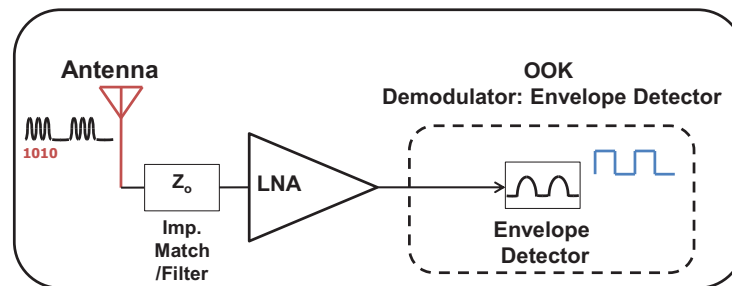 Antenna
OOK
Demodulator: Envelope Detector
1010
Zo
LNA
Imp.
Match
/Filter
Envelope
Detector